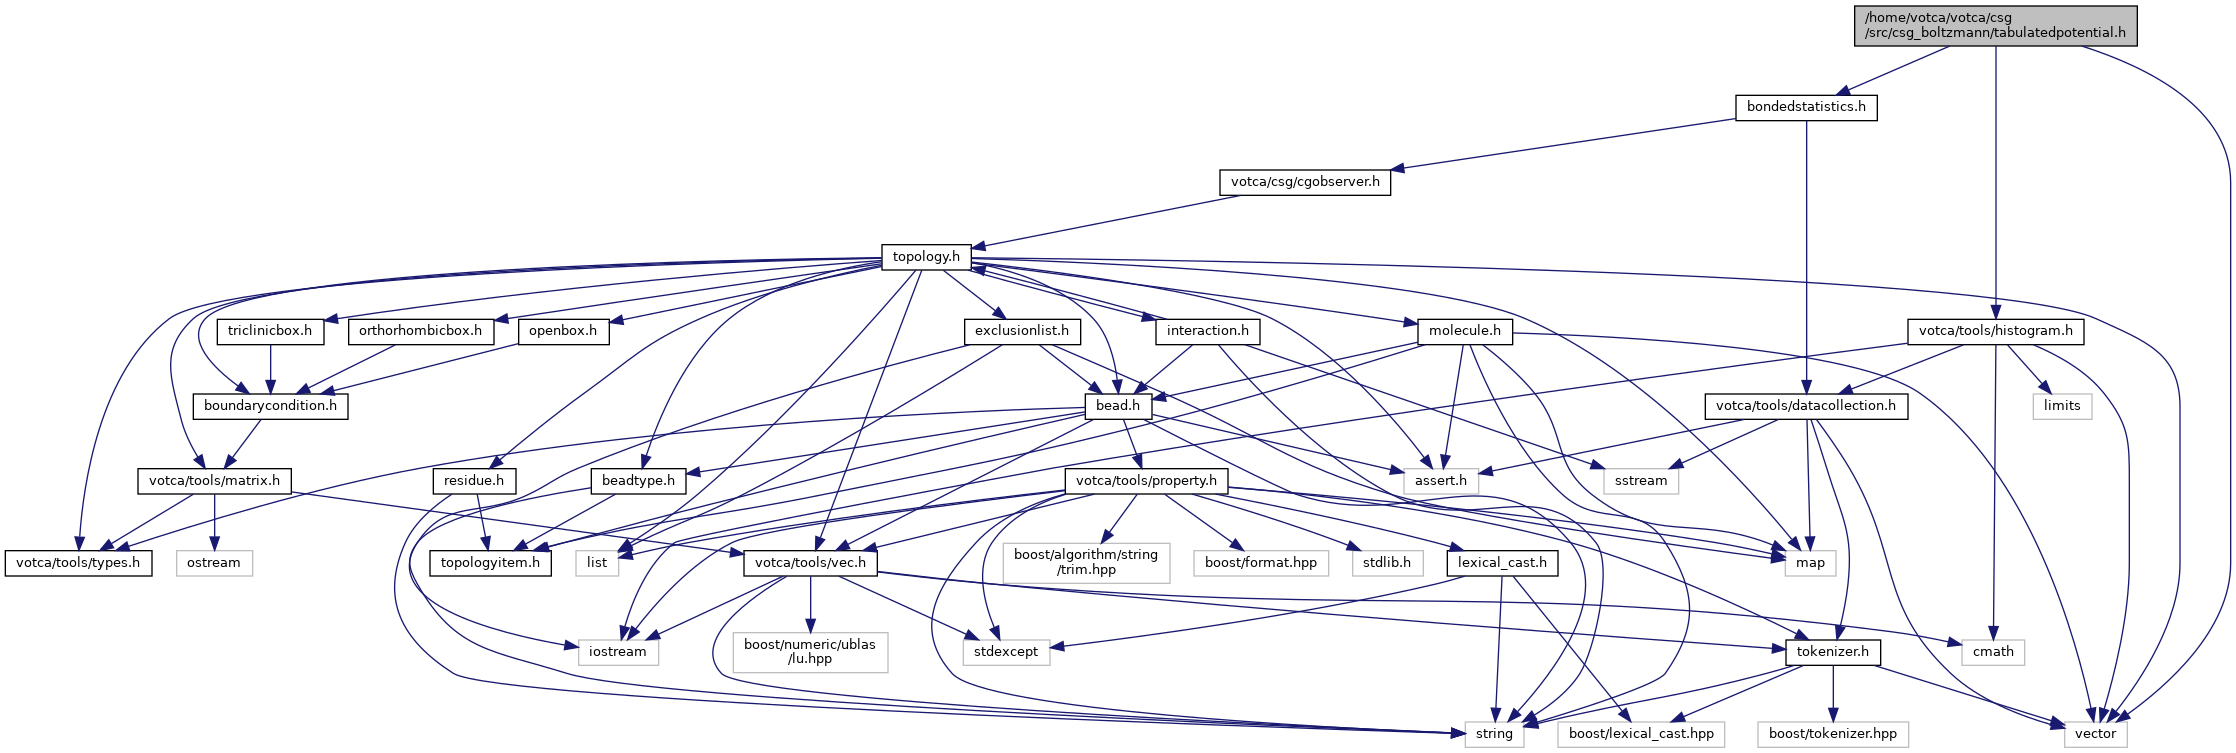 /home/votca/votca/csg
/src/csg_boltzmann/tabulatedpotential.h
bondedstatistics.h
votca/csg/cgobserver.h
topology.h
triclinicbox.h
orthorhombicbox.h
openbox.h
exclusionlist.h
interaction.h
molecule.h
votca/tools/histogram.h
boundarycondition.h
bead.h
votca/tools/datacollection.h
limits
votca/tools/matrix.h
residue.h
beadtype.h
votca/tools/property.h
assert.h
sstream
votca/tools/types.h
ostream
topologyitem.h
list
votca/tools/vec.h
boost/algorithm/string
/trim.hpp
boost/format.hpp
stdlib.h
lexical_cast.h
map
iostream
boost/numeric/ublas
/lu.hpp
stdexcept
tokenizer.h
cmath
string
boost/lexical_cast.hpp
boost/tokenizer.hpp
vector